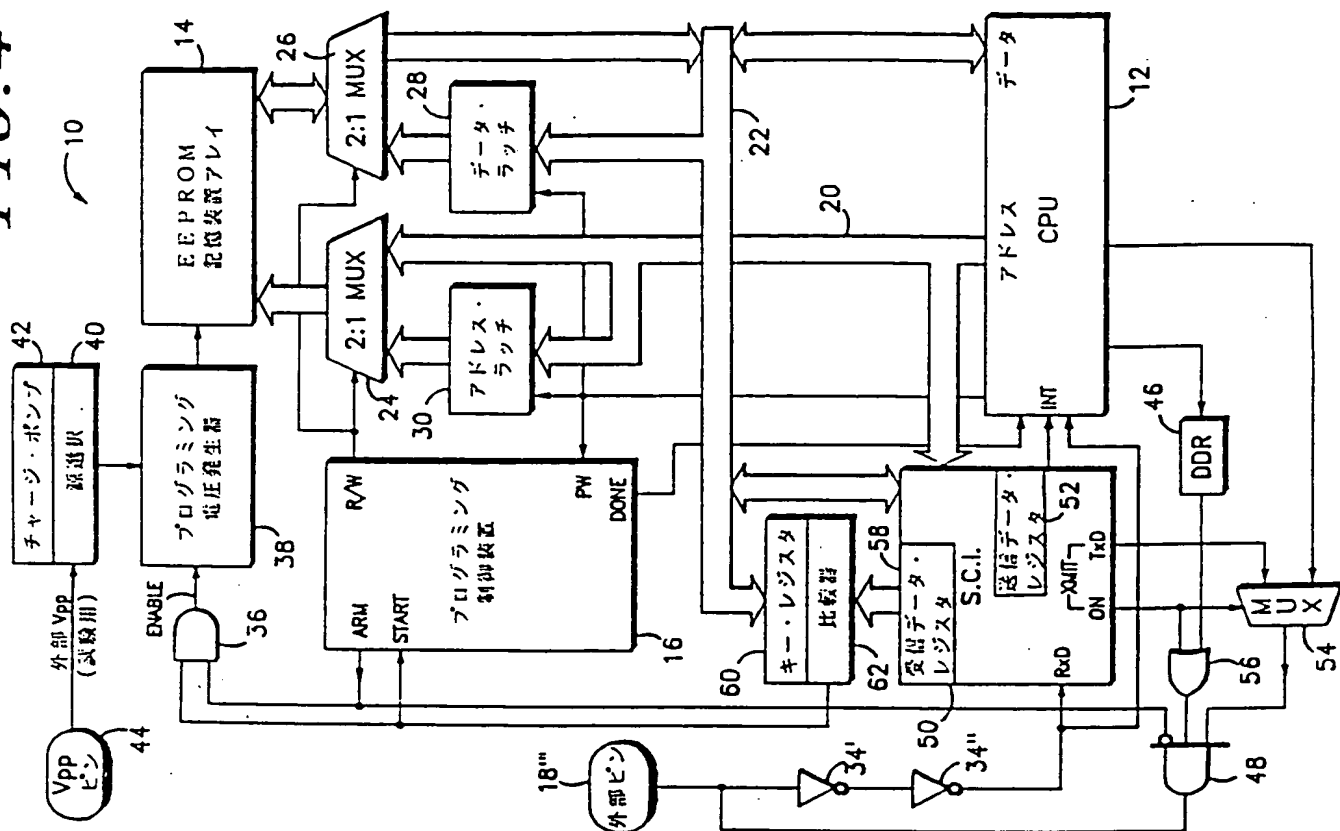 FIG. 4
10
42
チャージ・ポンプ
源選択
40
外部 Vpp
(試験用)
Vpp
ピン
44
プログラミング
電圧発生器
38
ENABLE
36
EEPROM
記憶装置アレイ
14
2:1 MUX
26
2:1 MUX
24
データ・
ラッチ
28
アドレス・
ラッチ
30
R/W
ARM
START
プログラミング
制御装置
PW
DONE
16
22
20
データ
アドレス
CPU
INT
12
キー・レジスタ
60
比較器
62
58
受信データ・
レジスタ
50
S.C.I.
送信データ・
レジスタ
52
XMIT
ON
TxD
RxD
46
DDR
MUX
54
56
48
18'''
外部ピン
34'
34''